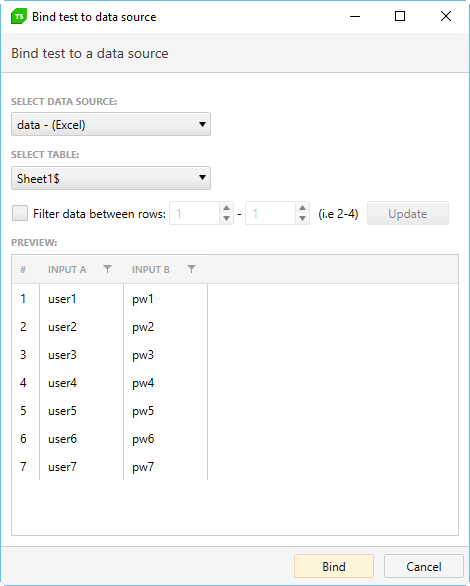 TS Bind test to data source
Bind test to a data source
SELECT DATA SOURCE:
data - (Excel)
SELECT TABLE:
Sheet1$
Filter data between rows: 1 - 1 (i.e 2-4) Update
PREVIEW:
# INPUT A INPUT B
1 user1 pw1
2 user2 pw2
3 user3 pw3
4 user4 pw4
5 user5 pw5
6 user6 pw6
7 user7 pw7
Bind Cancel